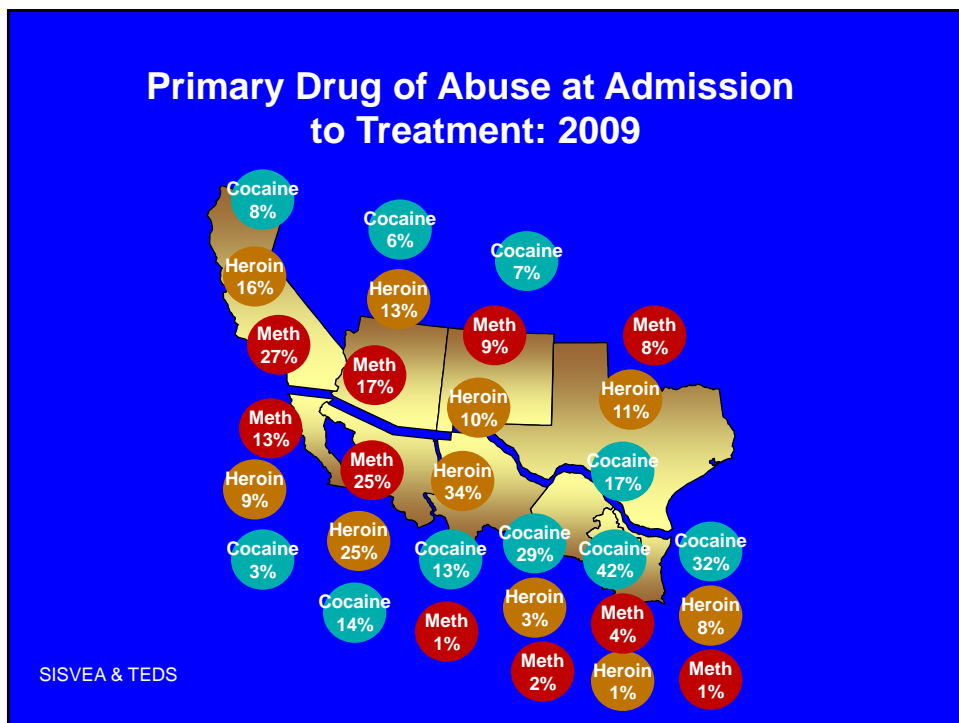 Primary Drug of Abuse at Admission
to Treatment: 2009
Cocaine
8%
Cocaine
6%
Cocaine
7%
Heroin
16%
Heroin
13%
Meth
27%
Meth
17%
Meth
9%
Meth
8%
Heroin
10%
Heroin
11%
Meth
13%
Meth
25%
Heroin
34%
Cocaine
17%
Heroin
9%
Heroin
25%
Cocaine
3%
Cocaine
13%
Cocaine
29%
Cocaine
42%
Cocaine
32%
Cocaine
14%
Meth
1%
Heroin
3%
Meth
4%
Heroin
8%
Meth
2%
Heroin
1%
Meth
1%
SISVEA & TEDS